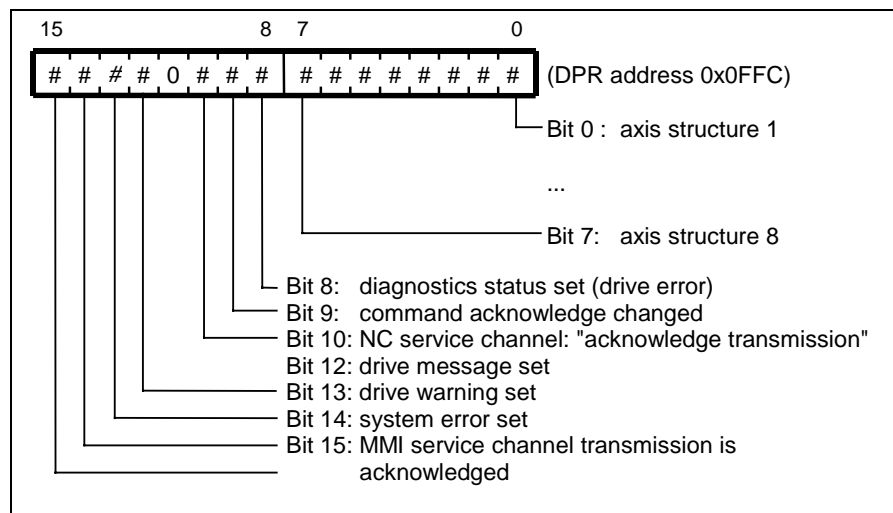 15 8 7 0
# # # # 0 # # # # # # # # # # # (DPR address 0x0FFC)
Bit 0 : axis structure 1
...
Bit 7: axis structure 8
Bit 8: diagnostics status set (drive error)
Bit 9: command acknowledge changed
Bit 10: NC service channel: "acknowledge transmission"
Bit 12: drive message set
Bit 13: drive warning set
Bit 14: system error set
Bit 15: MMI service channel transmission is
acknowledged